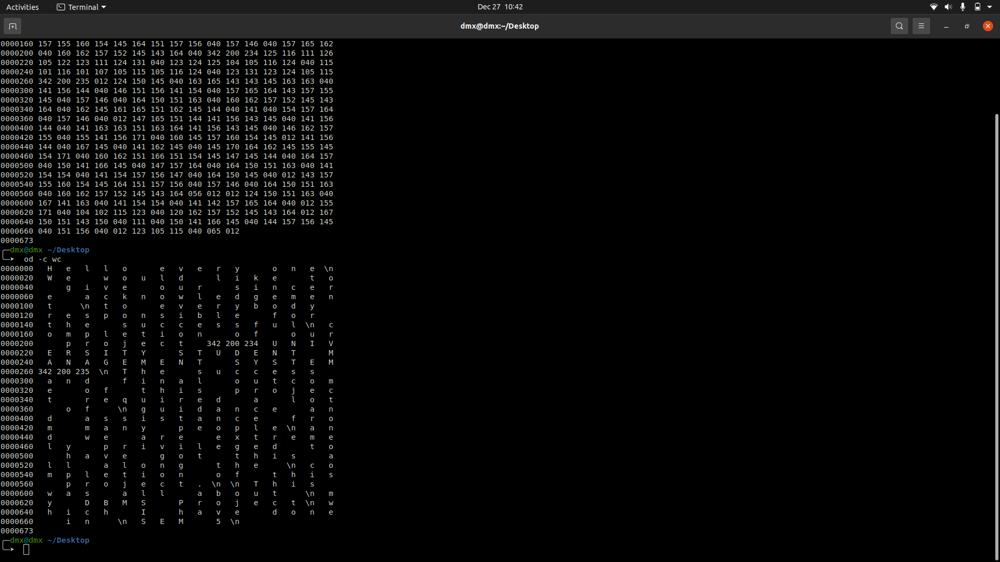 Activities Terminal Dec 27 10:42
dmx@dmx:~/Desktop
0000160 157 155 160 154 145 164 151 157 156 040 157 146 040 157 165 162
0000200 040 160 162 157 152 145 143 164 040 342 200 234 125 116 111 126
0000220 105 122 123 111 124 131 040 123 124 125 104 105 116 124 040 115
0000240 101 116 101 107 105 115 105 116 124 040 123 131 123 124 105 115
0000260 342 200 235 012 124 150 145 040 163 165 143 143 145 163 163 040
0000300 141 156 144 040 146 151 156 141 154 040 157 165 164 143 157 155
0000320 145 040 157 146 040 164 150 151 163 040 160 162 157 152 145 143
0000340 164 040 162 145 161 165 151 162 145 144 040 141 040 154 157 164
0000360 040 157 146 040 012 147 165 151 144 141 156 143 145 040 141 156
0000400 144 040 141 163 163 151 163 164 141 156 143 145 040 146 162 157
0000420 155 040 155 141 156 171 040 160 145 157 160 154 145 012 141 156
0000440 144 040 167 145 040 141 162 145 040 145 170 164 162 145 155 145
0000460 154 171 040 160 162 151 166 151 154 145 147 145 144 040 164 157
0000500 040 150 141 166 145 040 147 157 164 040 164 150 151 163 040 141
0000520 154 154 040 141 154 157 156 147 040 164 150 145 040 012 143 157
0000540 155 160 154 145 164 151 157 156 040 157 146 040 164 150 151 163
0000560 040 160 162 157 152 145 143 164 056 012 012 124 150 151 163 040
0000600 167 141 163 040 141 154 154 040 141 142 157 165 164 040 012 155
0000620 171 040 104 102 115 123 040 120 162 157 152 145 143 164 012 167
0000640 150 151 143 150 040 111 040 150 141 166 145 040 144 157 156 145
0000660 040 151 156 040 012 123 105 115 040 065 012
0000673
dmx@dmx ~/Desktop
od -c wc
0000000 H e l l o   e v e r y   o n e \n
0000020 W e   w o u l d   l i k e   t o
0000040   g i v e   o u r   s i n c e r
0000060 e   a c k n o w l e d g e m e n
0000100 t   \n t o   e v e r y b o d y
0000120 r e s p o n s i b l e   f o r
0000140 t h e   s u c c e s s f u l \n c
0000160 o m p l e t i o n   o f   o u r
0000200   p r o j e c t   342 200 234 U N I V
0000220 E R S I T Y   S T U D E N T   M
0000240 A N A G E M E N T   S Y S T E M
0000260 342 200 235 \n T h e   s u c c e s s
0000300 a n d   f i n a l   o u t c o m
0000320 e   o f   t h i s   p r o j e c
0000340 t   r e q u i r e d   a   l o t
0000360   o f   \n g u i d a n c e   a n
0000400 d   a s s i s t a n c e   f r o
0000420 m   m a n y   p e o p l e \n a n
0000440 d   w e   a r e   e x t r e m e
0000460 l y   p r i v i l e g e d   t o
0000500   h a v e   g o t   t h i s   a
0000520 l l   a l o n g   t h e   \n c o
0000540 m p l e t i o n   o f   t h i s
0000560   p r o j e c t . \n \n T h i s
0000600 w a s   a l l   a b o u t   \n m
0000620 y   D B M S   P r o j e c t \n w
0000640 h i c h   I   h a v e   d o n e
0000660   i n   \n S E M   5 \n
0000673
dmx@dmx ~/Desktop